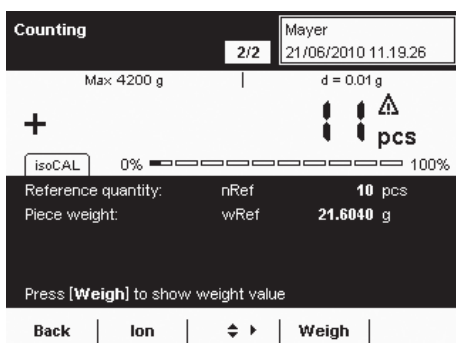 Counting
Mayer
2/2
21/06/2010 11.19.26
Max 4200 g
d = 0.01 g
+ 11 pcs
isoCAL 0% 100%
Reference quantity: nRef 10 pcs
Piece weight: wRef 21.6040 g
Press [Weigh] to show weight value
Back Ion Weigh